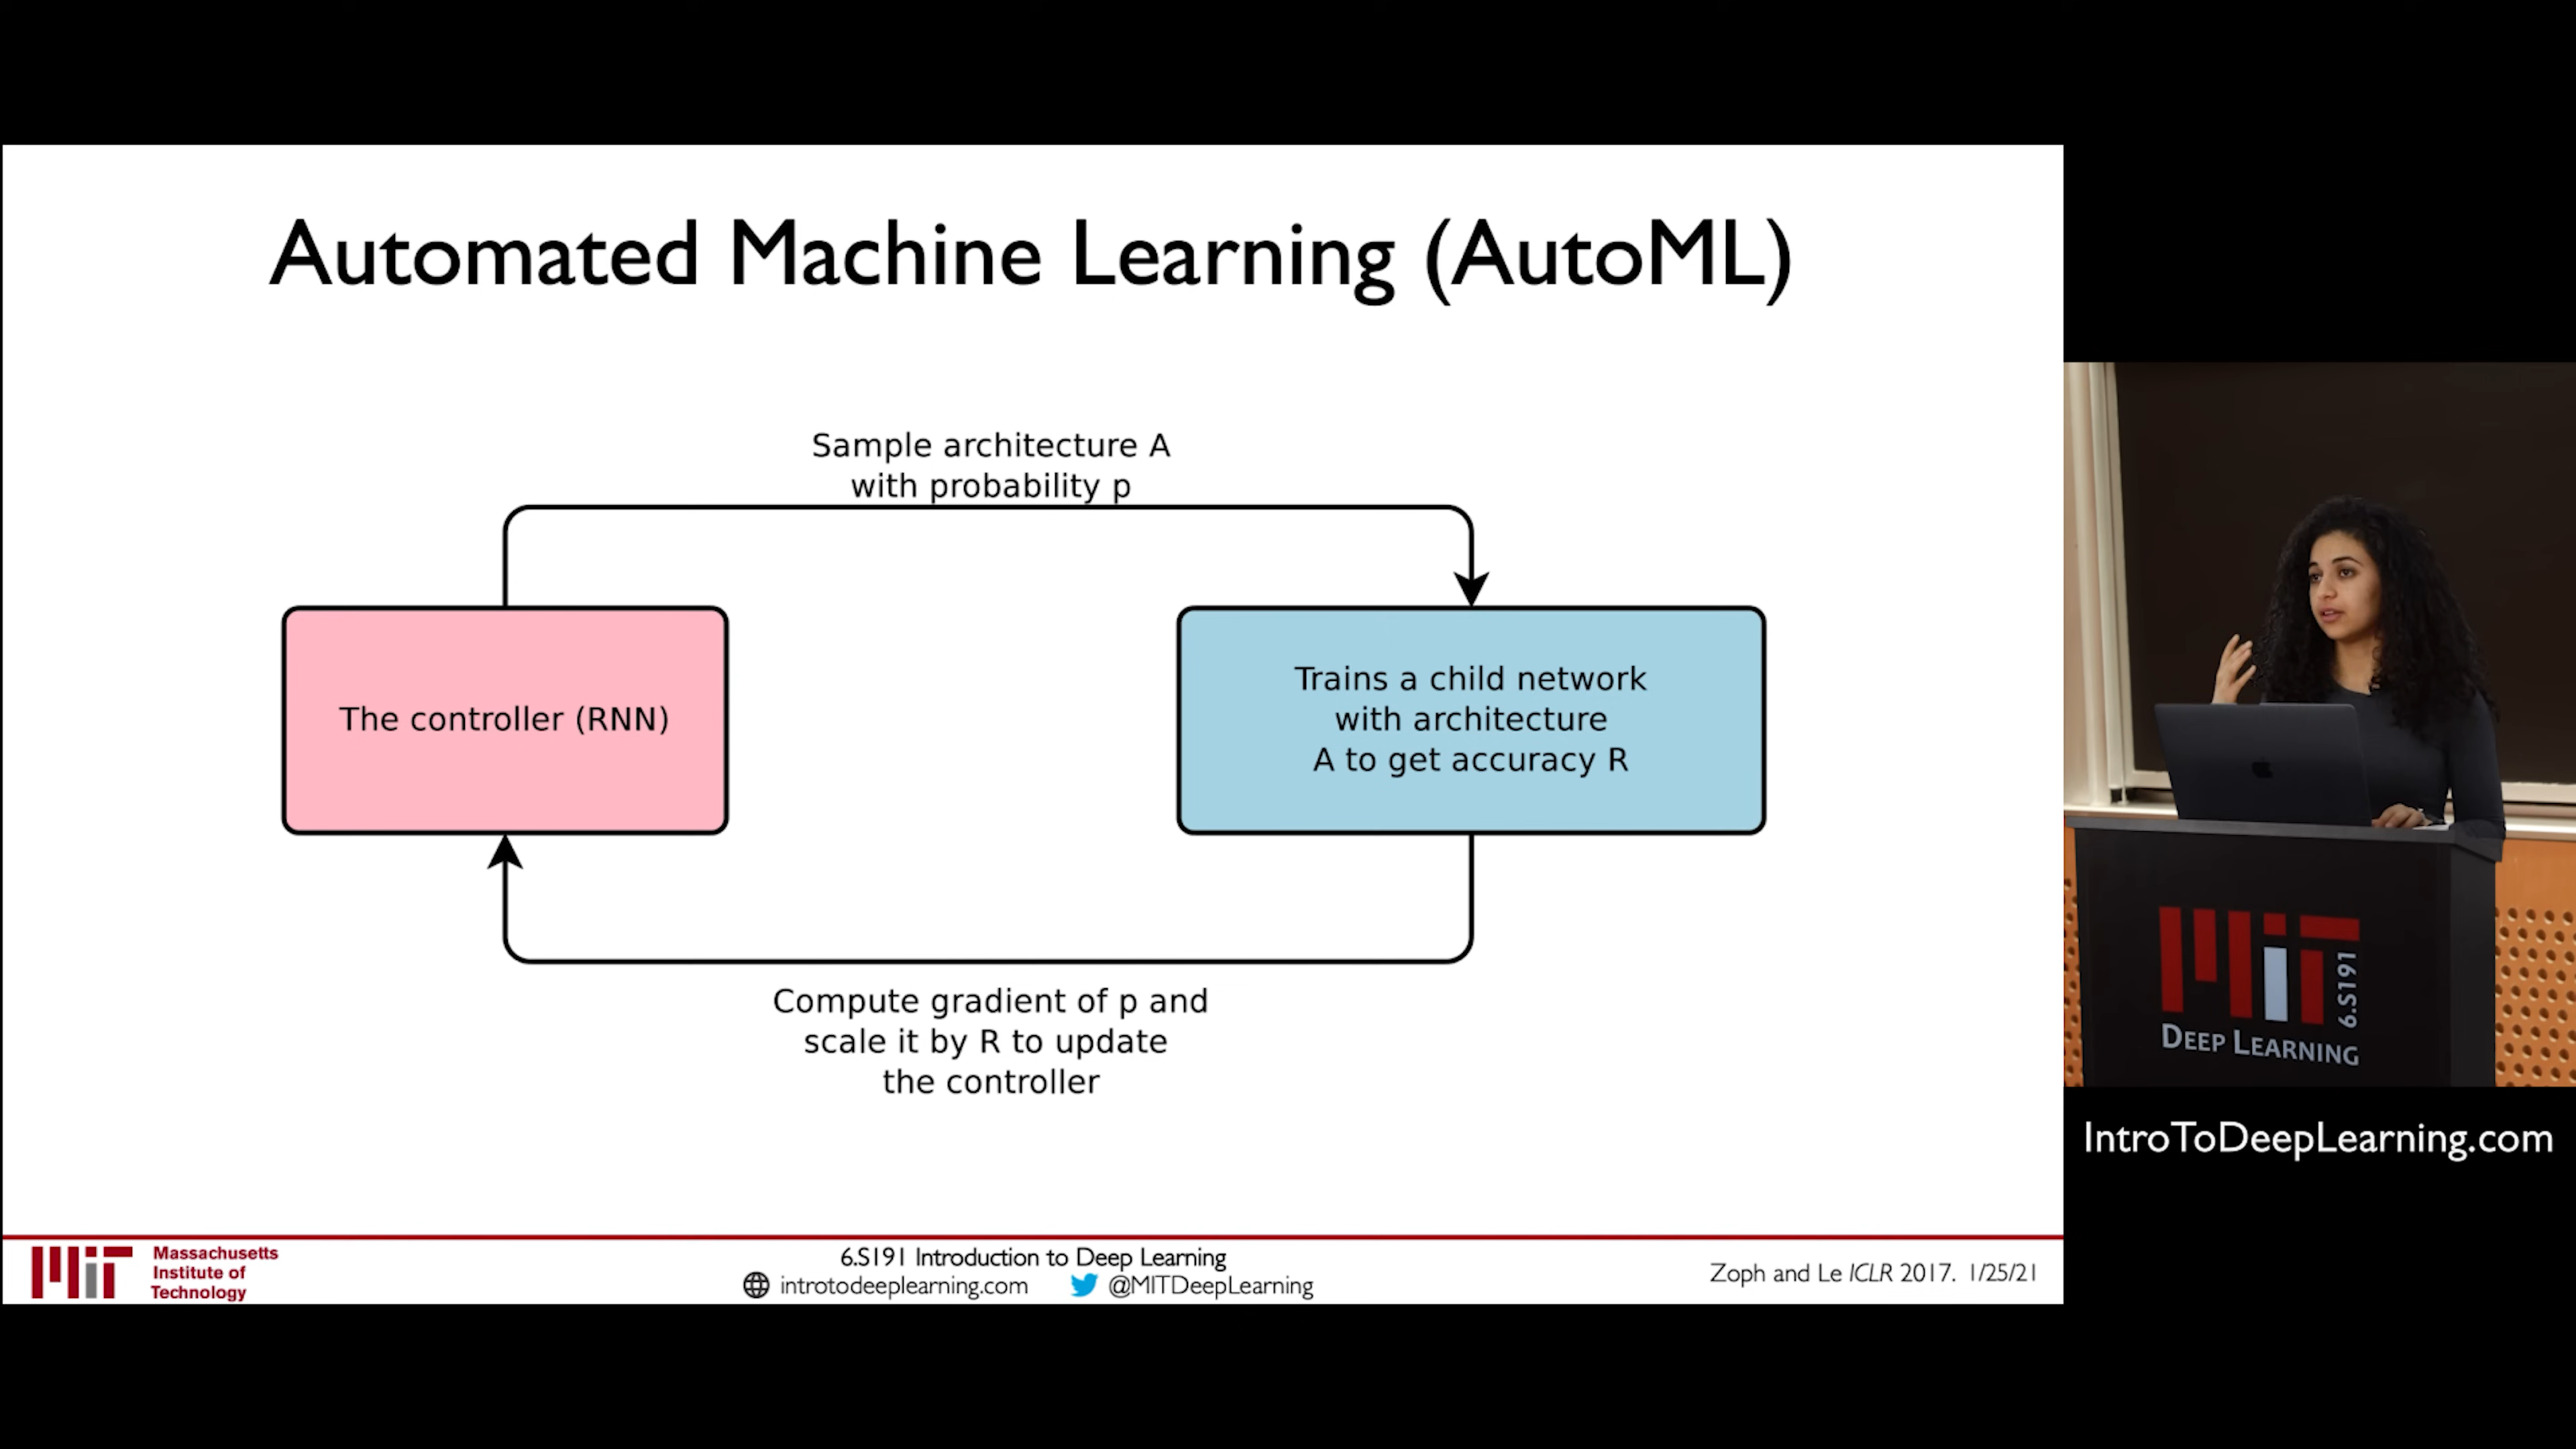 Automated Machine Learning (AutoML)
Sample architecture A
with probability p
The controller (RNN)
Trains a child network
with architecture
A to get accuracy R
Compute gradient of p and
scale it by R to update
the controller
MIT
6.S191
DEEP LEARNING
IntroToDeepLearning.com
Massachusetts
Institute of
Technology
6.S191 Introduction to Deep Learning
introtodeeplearning.com @MITDeepLearning
Zoph and Le ICLR 2017. 1/25/21